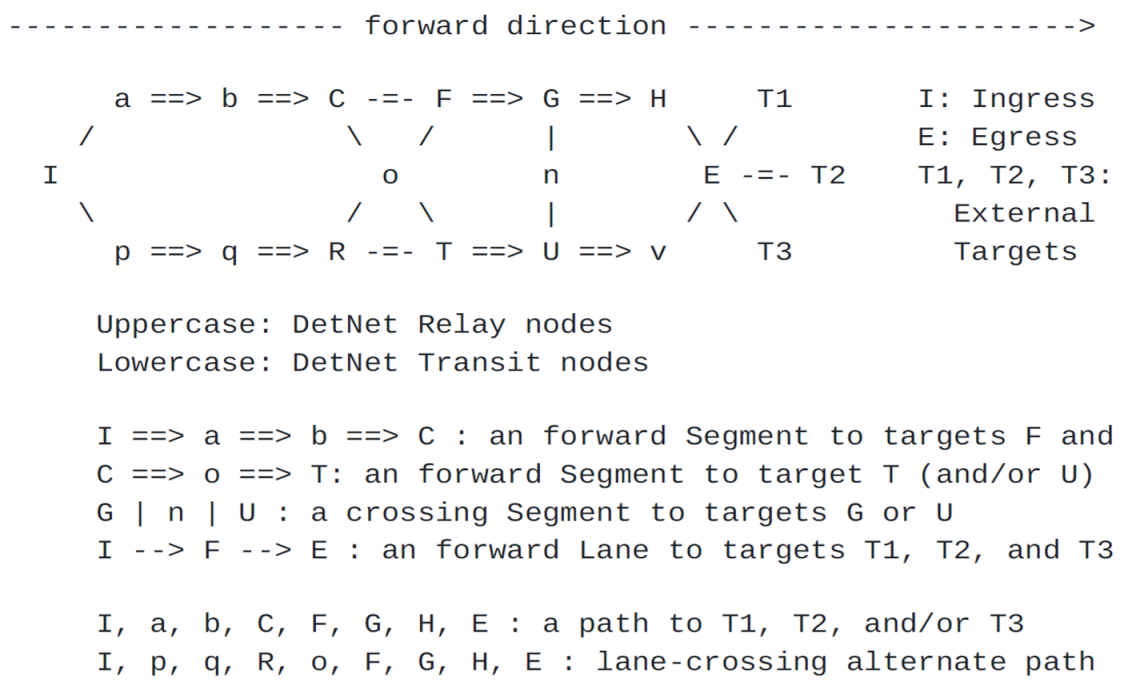 ------------------- forward direction ---------------------->
a ==> b ==> C -=- F ==> G ==> H     T1       I: Ingress
/              \   /      |       \ /          E: Egress
I                  o        n        E -=- T2    T1, T2, T3:
\              /   \      |       / \            External
p ==> q ==> R -=- T ==> U ==> v     T3         Targets
Uppercase: DetNet Relay nodes
Lowercase: DetNet Transit nodes
I ==> a ==> b ==> C : an forward Segment to targets F and
C ==> o ==> T: an forward Segment to target T (and/or U)
G | n | U : a crossing Segment to targets G or U
I --> F --> E : an forward Lane to targets T1, T2, and T3
I, a, b, C, F, G, H, E : a path to T1, T2, and/or T3
I, p, q, R, o, F, G, H, E : lane-crossing alternate path